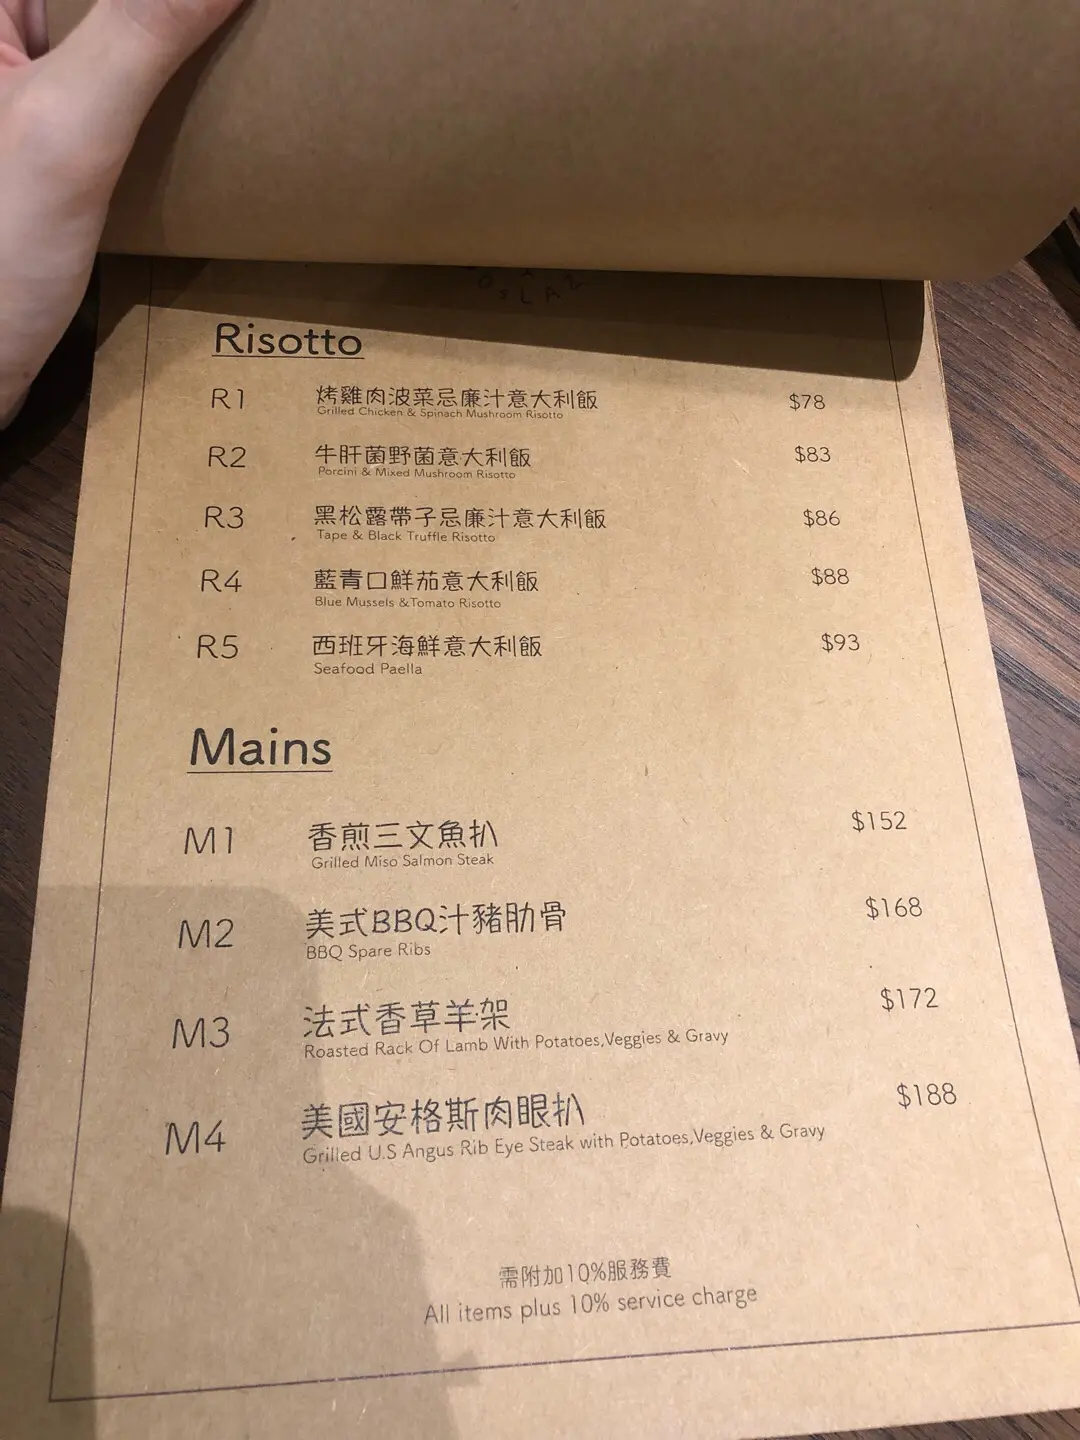 Risotto
R1 烤雞肉波菜忌廉汁意大利飯 $78
Grilled Chicken & Spinach Mushroom Risotto
R2 牛肝菌野菌意大利飯 $83
Porcini & Mixed Mushroom Risotto
R3 黑松露帶子忌廉汁意大利飯 $86
Tape & Black Truffle Risotto
R4 藍青口鮮茄意大利飯 $88
Blue Mussels &Tomato Risotto
R5 西班牙海鮮意大利飯 $93
Seafood Paella
Mains
M1 香煎三文魚扒 $152
Grilled Miso Salmon Steak
M2 美式BBQ汁豬肋骨 $168
BBQ Spare Ribs
M3 法式香草羊架 $172
Roasted Rack Of Lamb With Potatoes,Veggies & Gravy
M4 美國安格斯肉眼扒 $188
Grilled U.S Angus Rib Eye Steak with Potatoes,Veggies & Gravy
需附加10%服務費
All items plus 10% service charge